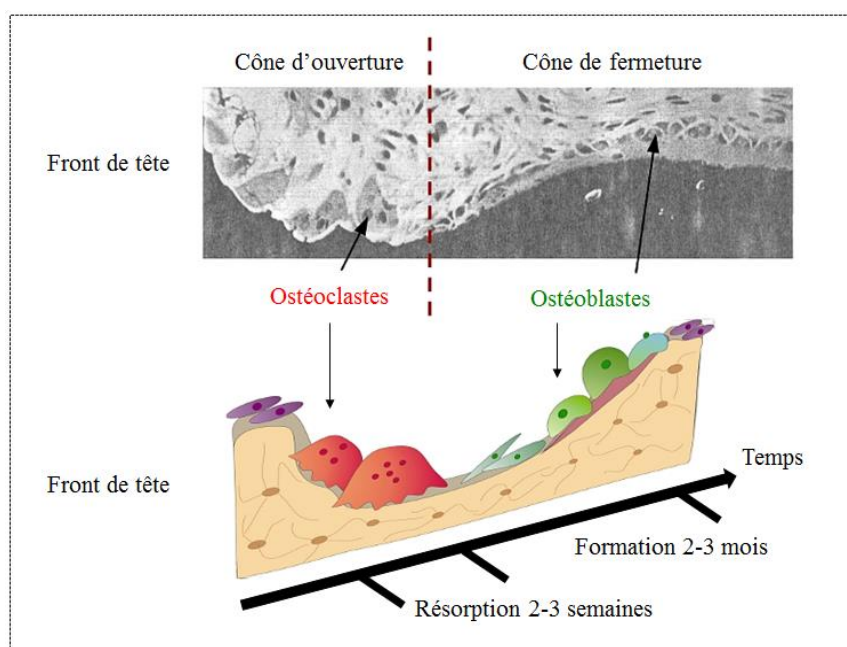 Cône d'ouverture
Cône de fermeture
Front de tête
Ostéoclastes
Ostéoblastes
Front de tête
Temps
Formation 2-3 mois
Résorption 2-3 semaines